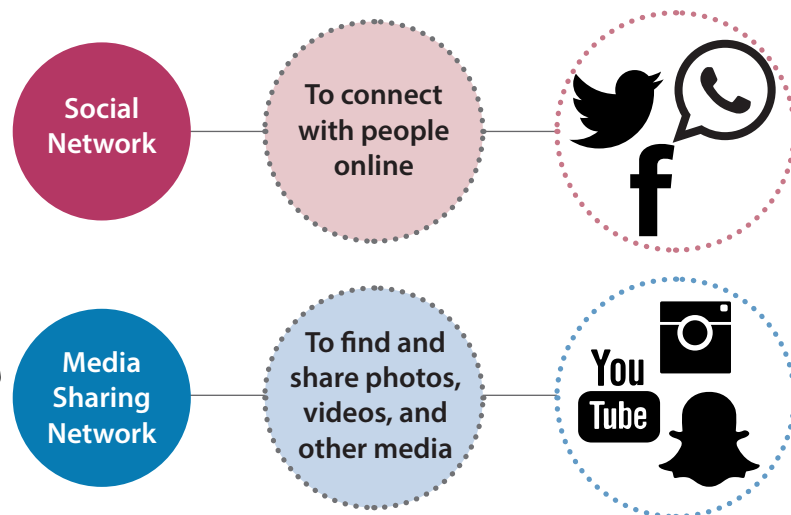 Social
Network
To connect
with people
online
f
Media
Sharing
Network
To find and
share photos,
videos, and
other media
You
Tube